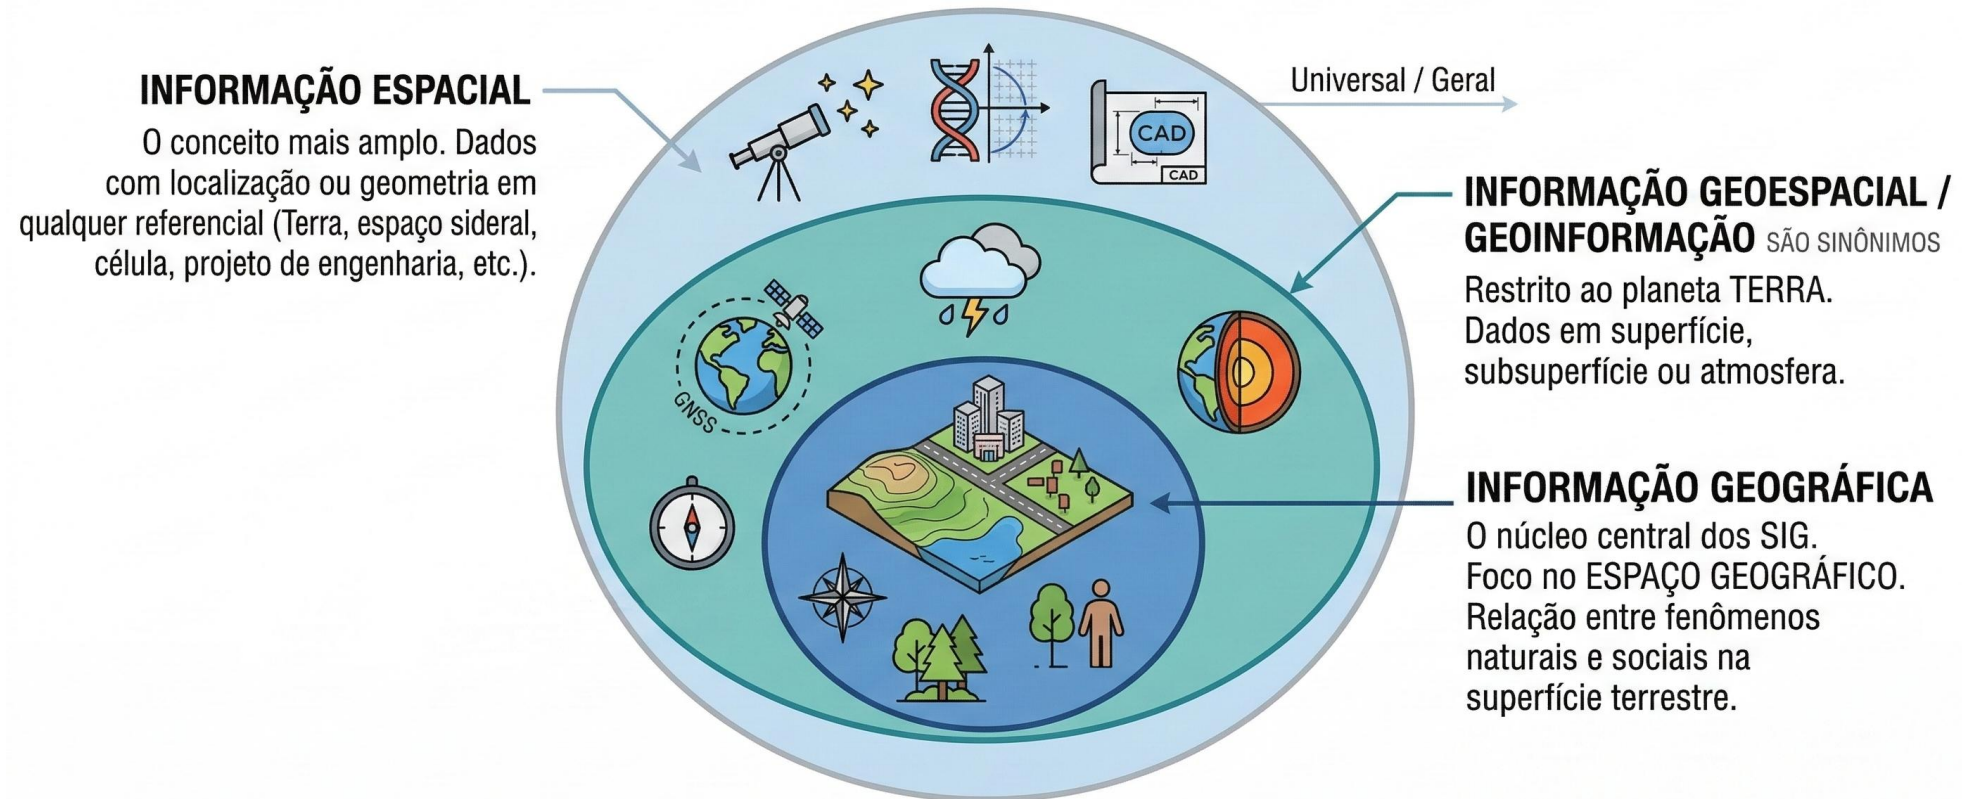 INFORMAÇÃO ESPACIAL
O conceito mais amplo. Dados
com localização ou geometria em
qualquer referencial (Terra, espaço sideral,
célula, projeto de engenharia, etc.).
CAD
CAD
Universal / Geral
INFORMAÇÃO GEOESPACIAL /
GEOINFORMAÇÃO SÃO SINÔNIMOS
Restrito ao planeta TERRA.
Dados em superfície,
subsuperfície ou atmosfera.
GNSS
INFORMAÇÃO GEOGRÁFICA
O núcleo central dos SIG.
Foco no ESPAÇO GEOGRÁFICO.
Relação entre fenômenos
naturais e sociais na
superfície terrestre.